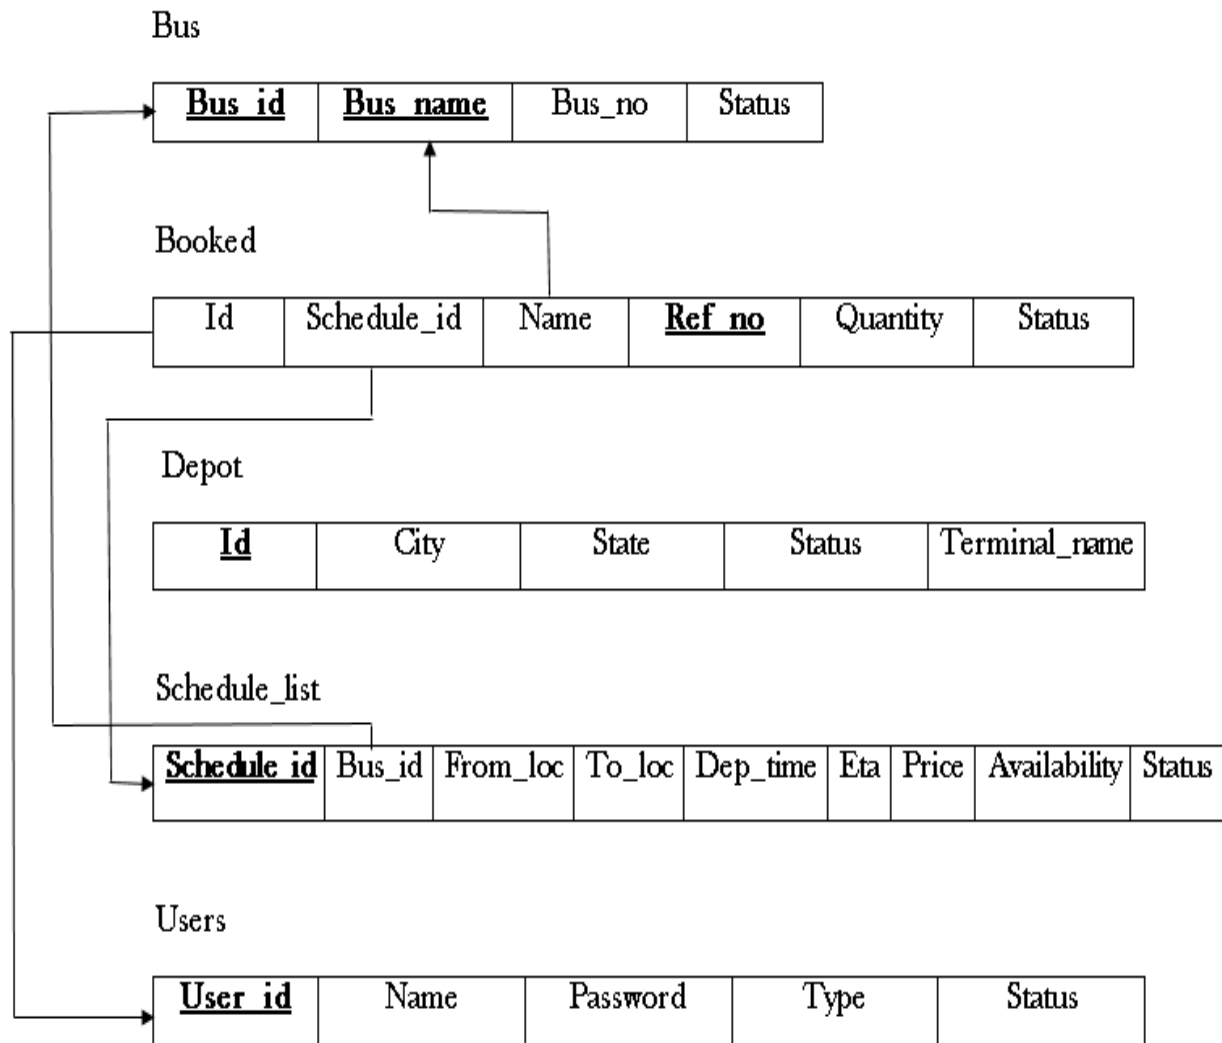 Bus
Bus_id Bus_name Bus_no Status
Booked
Id Schedule_id Name Ref_no Quantity Status
Depot
Id City State Status Terminal_name
Schedule_list
Schedule_id Bus_id From_loc To_loc Dep_time Eta Price Availability Status
Users
User_id Name Password Type Status